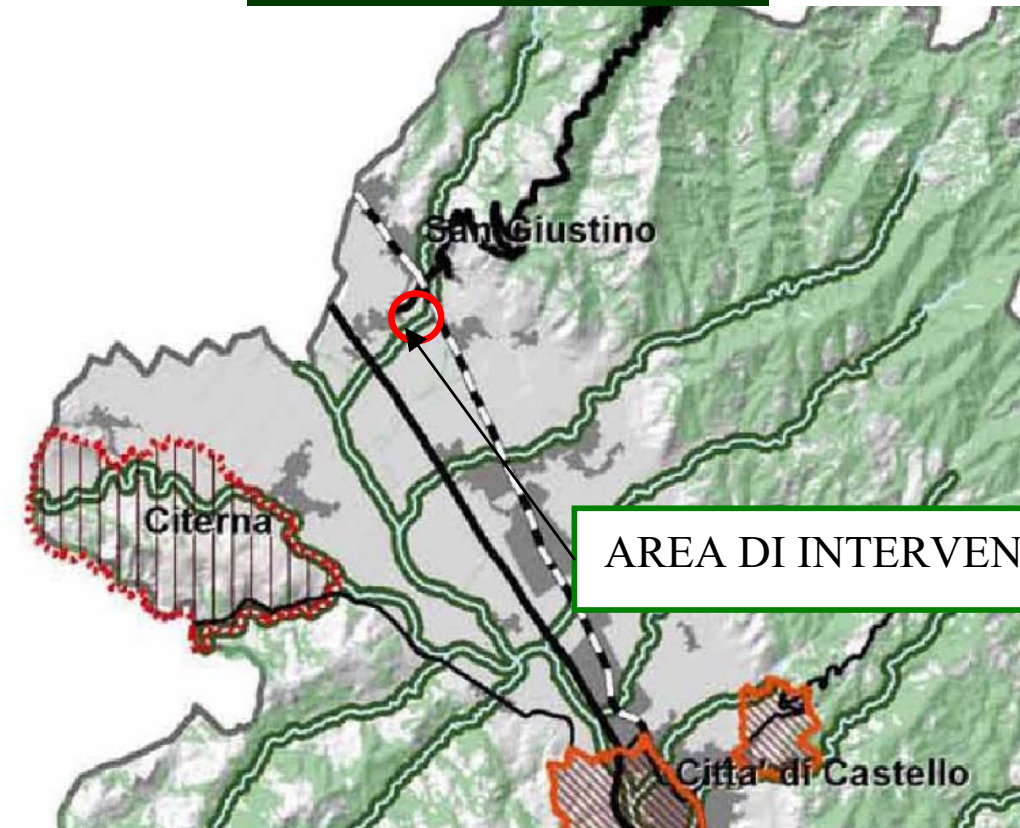 San Giustino
Citerna
AREA DI INTERVEN
Citta' di Castello